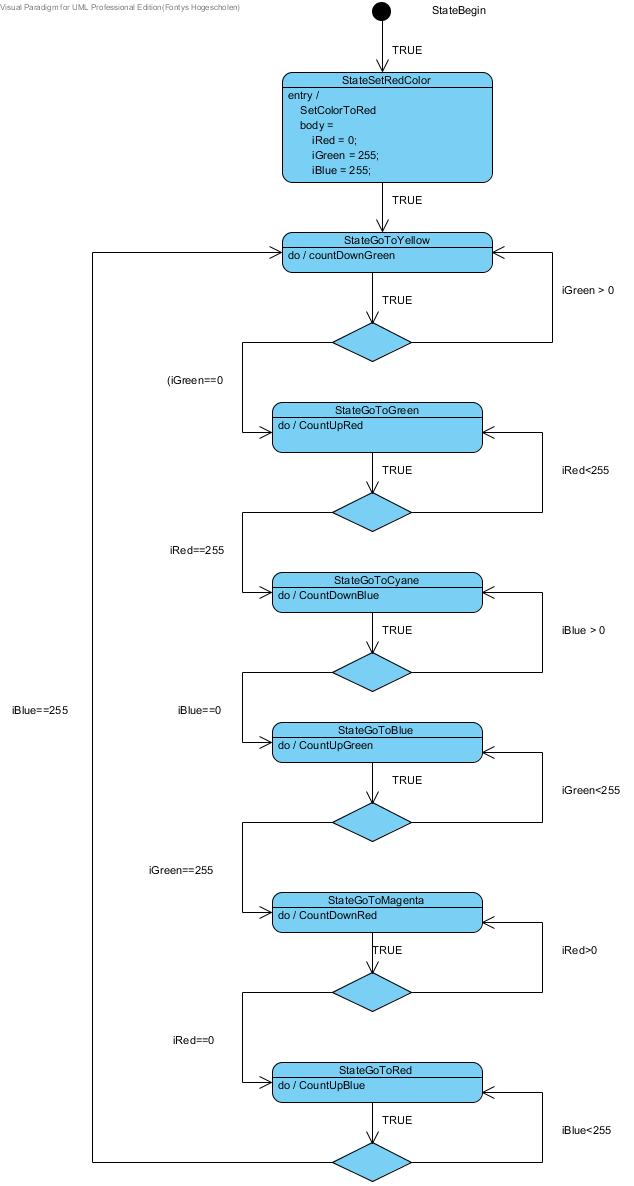 Visual Paradigm for UML Professional Edition(Fontys Hogescholen)
StateBegin
TRUE
StateSetRedColor
entry /
SetColorToRed
body =
iRed = 0;
iGreen = 255;
iBlue = 255;
TRUE
StateGoToYellow
do / countDownGreen
iGreen > 0
TRUE
(iGreen==0
StateGoToGreen
do / CountUpRed
TRUE
iRed<255
iRed==255
StateGoToCyane
do / CountDownBlue
TRUE
iBlue > 0
iBlue==255
iBlue==0
StateGoToBlue
do / CountUpGreen
TRUE
iGreen<255
iGreen==255
StateGoToMagenta
do / CountDownRed
TRUE
iRed>0
iRed==0
StateGoToRed
do / CountUpBlue
TRUE
iBlue<255